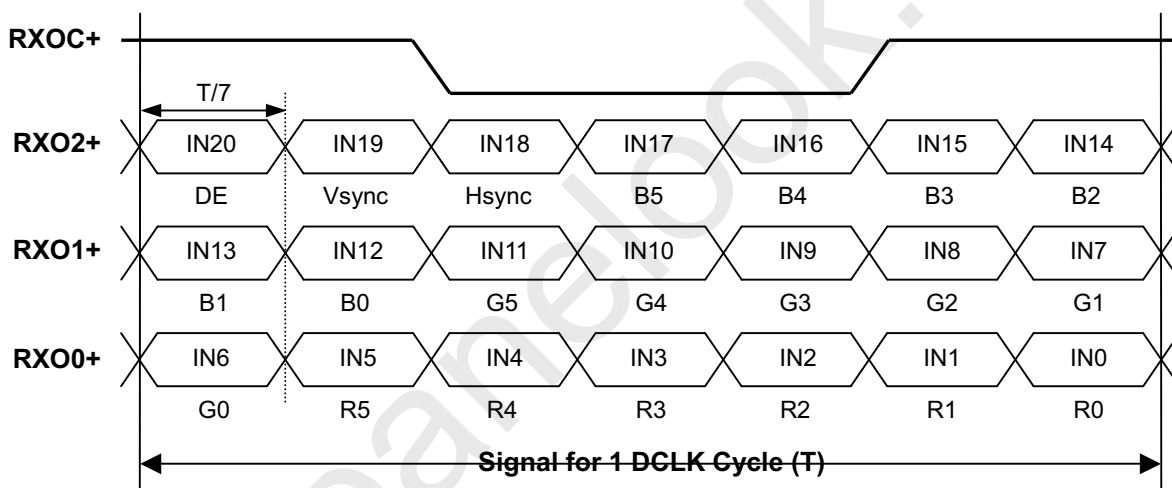 RXOC+
T/7
RXO2+ IN20 IN19 IN18 IN17 IN16 IN15 IN14
DE Vsync Hsync B5 B4 B3 B2
RXO1+ IN13 IN12 IN11 IN10 IN9 IN8 IN7
B1 B0 G5 G4 G3 G2 G1
RXO0+ IN6 IN5 IN4 IN3 IN2 IN1 IN0
G0 R5 R4 R3 R2 R1 R0
Signal for 1 DCLK Cycle (T)
panelook.